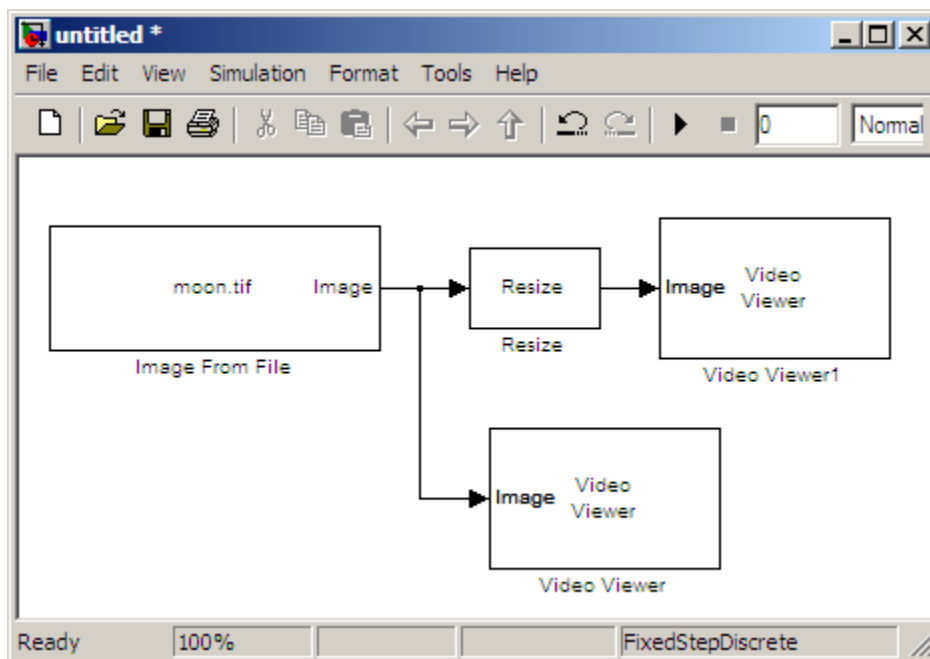 untitled *
File Edit View Simulation Format Tools Help
0 Normal
moon.tif Image
Image From File
Resize
Resize
Image Video
Viewer
Video Viewer1
Image Video
Viewer
Video Viewer
Ready 100% FixedStepDiscrete